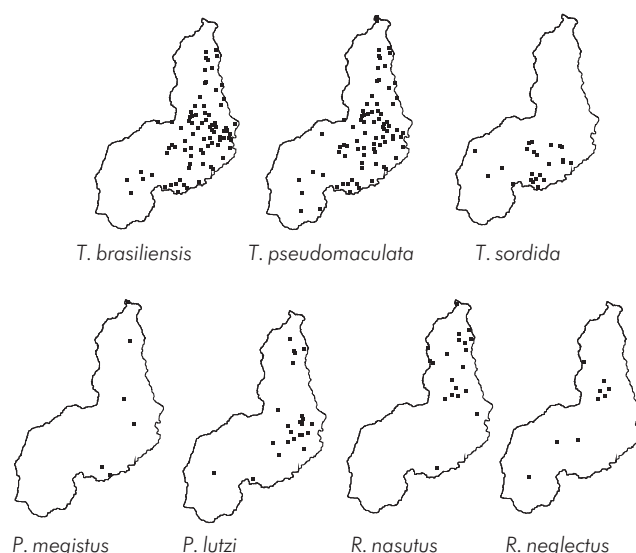 T. brasiliensis T. pseudomaculata T. sordida
P. megistus P. lutzi R. nasutus R. neglectus